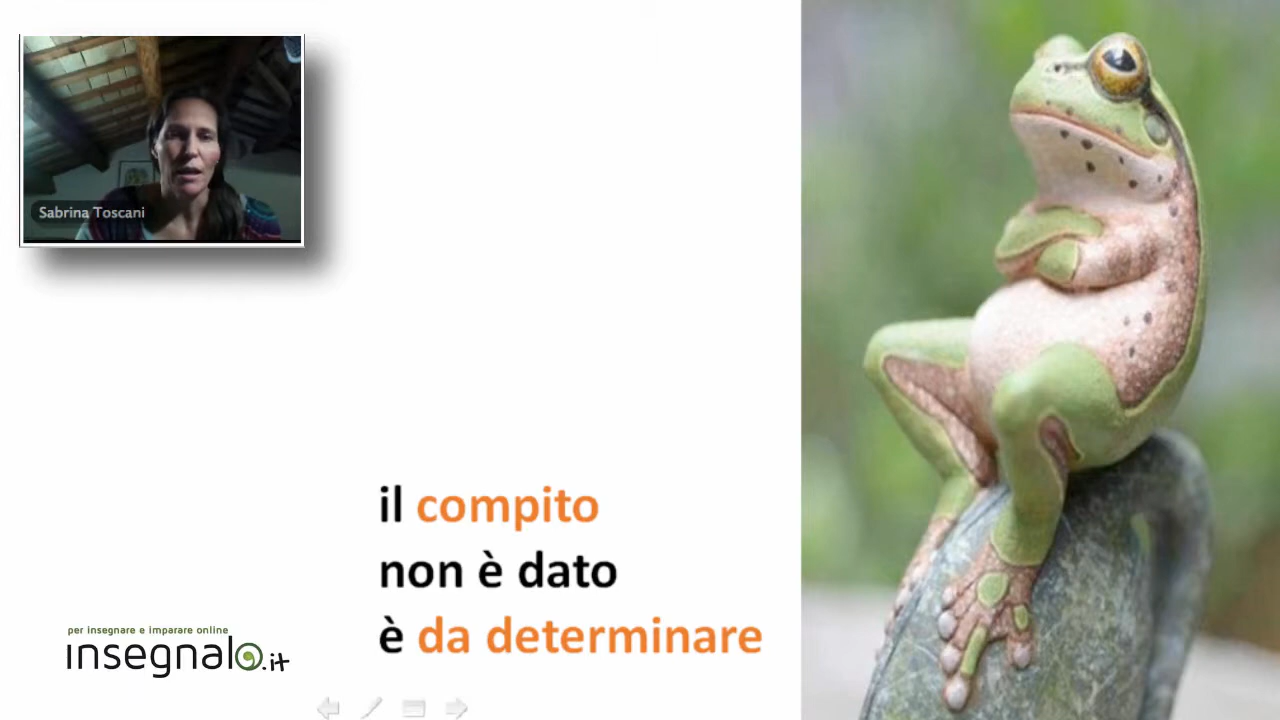 Sabrina Toscani
il compito
non è dato
è da determinare
per insegnare e imparare online
insegnalo.it